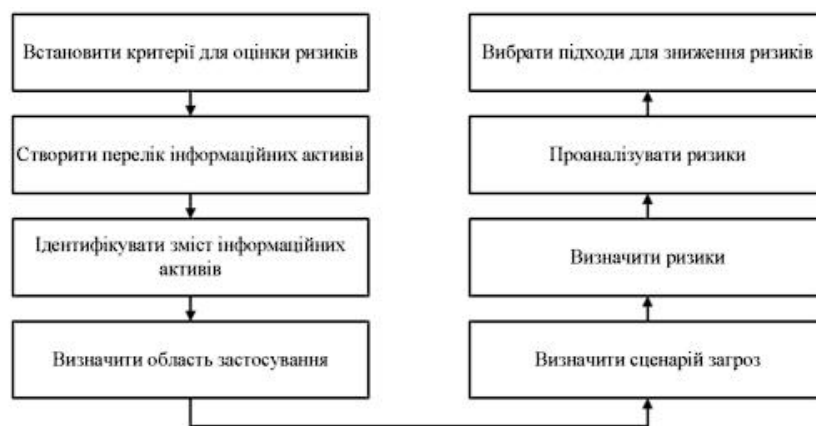 Встановити критерії для оцінки ризиків
Створити перелік інформаційних активів
Ідентифікувати зміст інформаційних
активів
Визначити область застосування
Визначити сценарій загроз
Визначити ризики
Проаналізувати ризики
Вибрати підходи для зниження ризиків